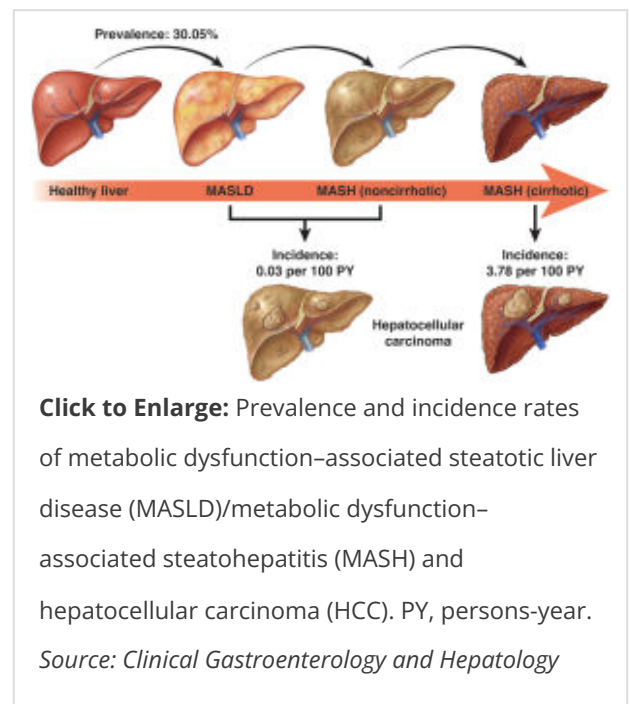 Prevalence: 30.05%
Healthy liver
MASLD
MASH (noncirrhotic)
MASH (cirrhotic)
Incidence:
0.03 per 100 PY
Incidence:
3.78 per 100 PY
Hepatocellular
carcinoma
Click to Enlarge: Prevalence and incidence rates
of metabolic dysfunction–associated steatotic liver
disease (MASLD)/metabolic dysfunction–
associated steatohepatitis (MASH) and
hepatocellular carcinoma (HCC). PY, persons-year.
Source: Clinical Gastroenterology and Hepatology